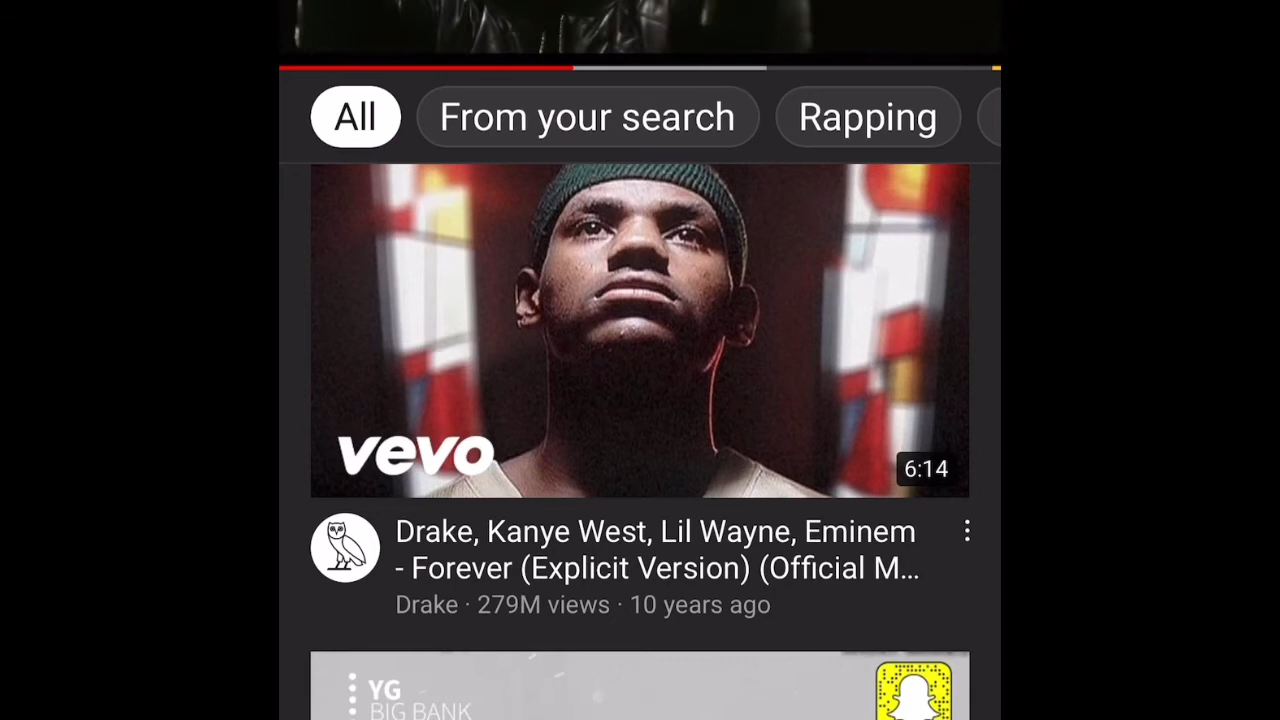 All
From your search
Rapping
vevo
6:14
Drake, Kanye West, Lil Wayne, Eminem
- Forever (Explicit Version) (Official M...
Drake · 279M views · 10 years ago
YG
BIG BANK